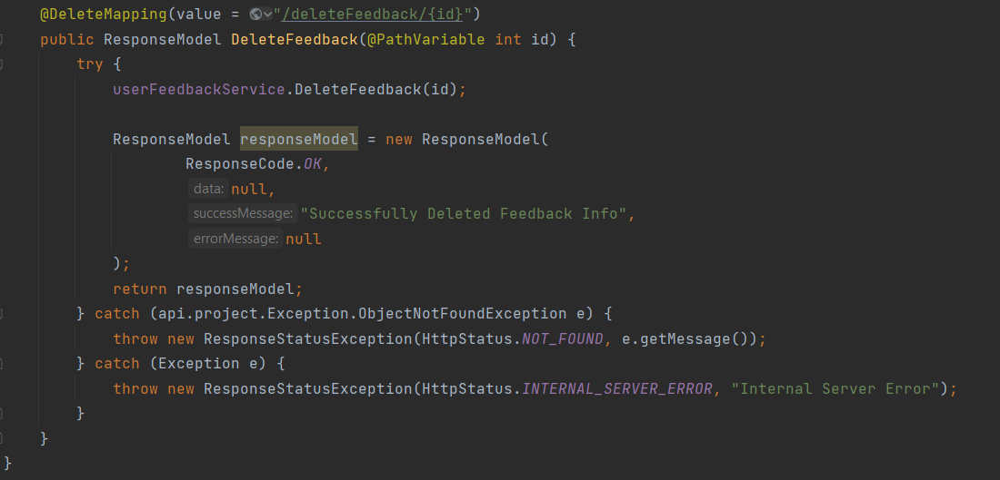 @DeleteMapping(value = "/deleteFeedback/{id}")
public ResponseModel DeleteFeedback(@PathVariable int id) {
try {
userFeedbackService.DeleteFeedback(id);
ResponseModel responseModel = new ResponseModel(
ResponseCode.OK,
data: null,
successMessage: "Successfully Deleted Feedback Info",
errorMessage: null
);
return responseModel;
} catch (api.project.Exception.ObjectNotFoundException e) {
throw new ResponseStatusException(HttpStatus.NOT_FOUND, e.getMessage());
} catch (Exception e) {
throw new ResponseStatusException(HttpStatus.INTERNAL_SERVER_ERROR, "Internal Server Error");
}
}
}